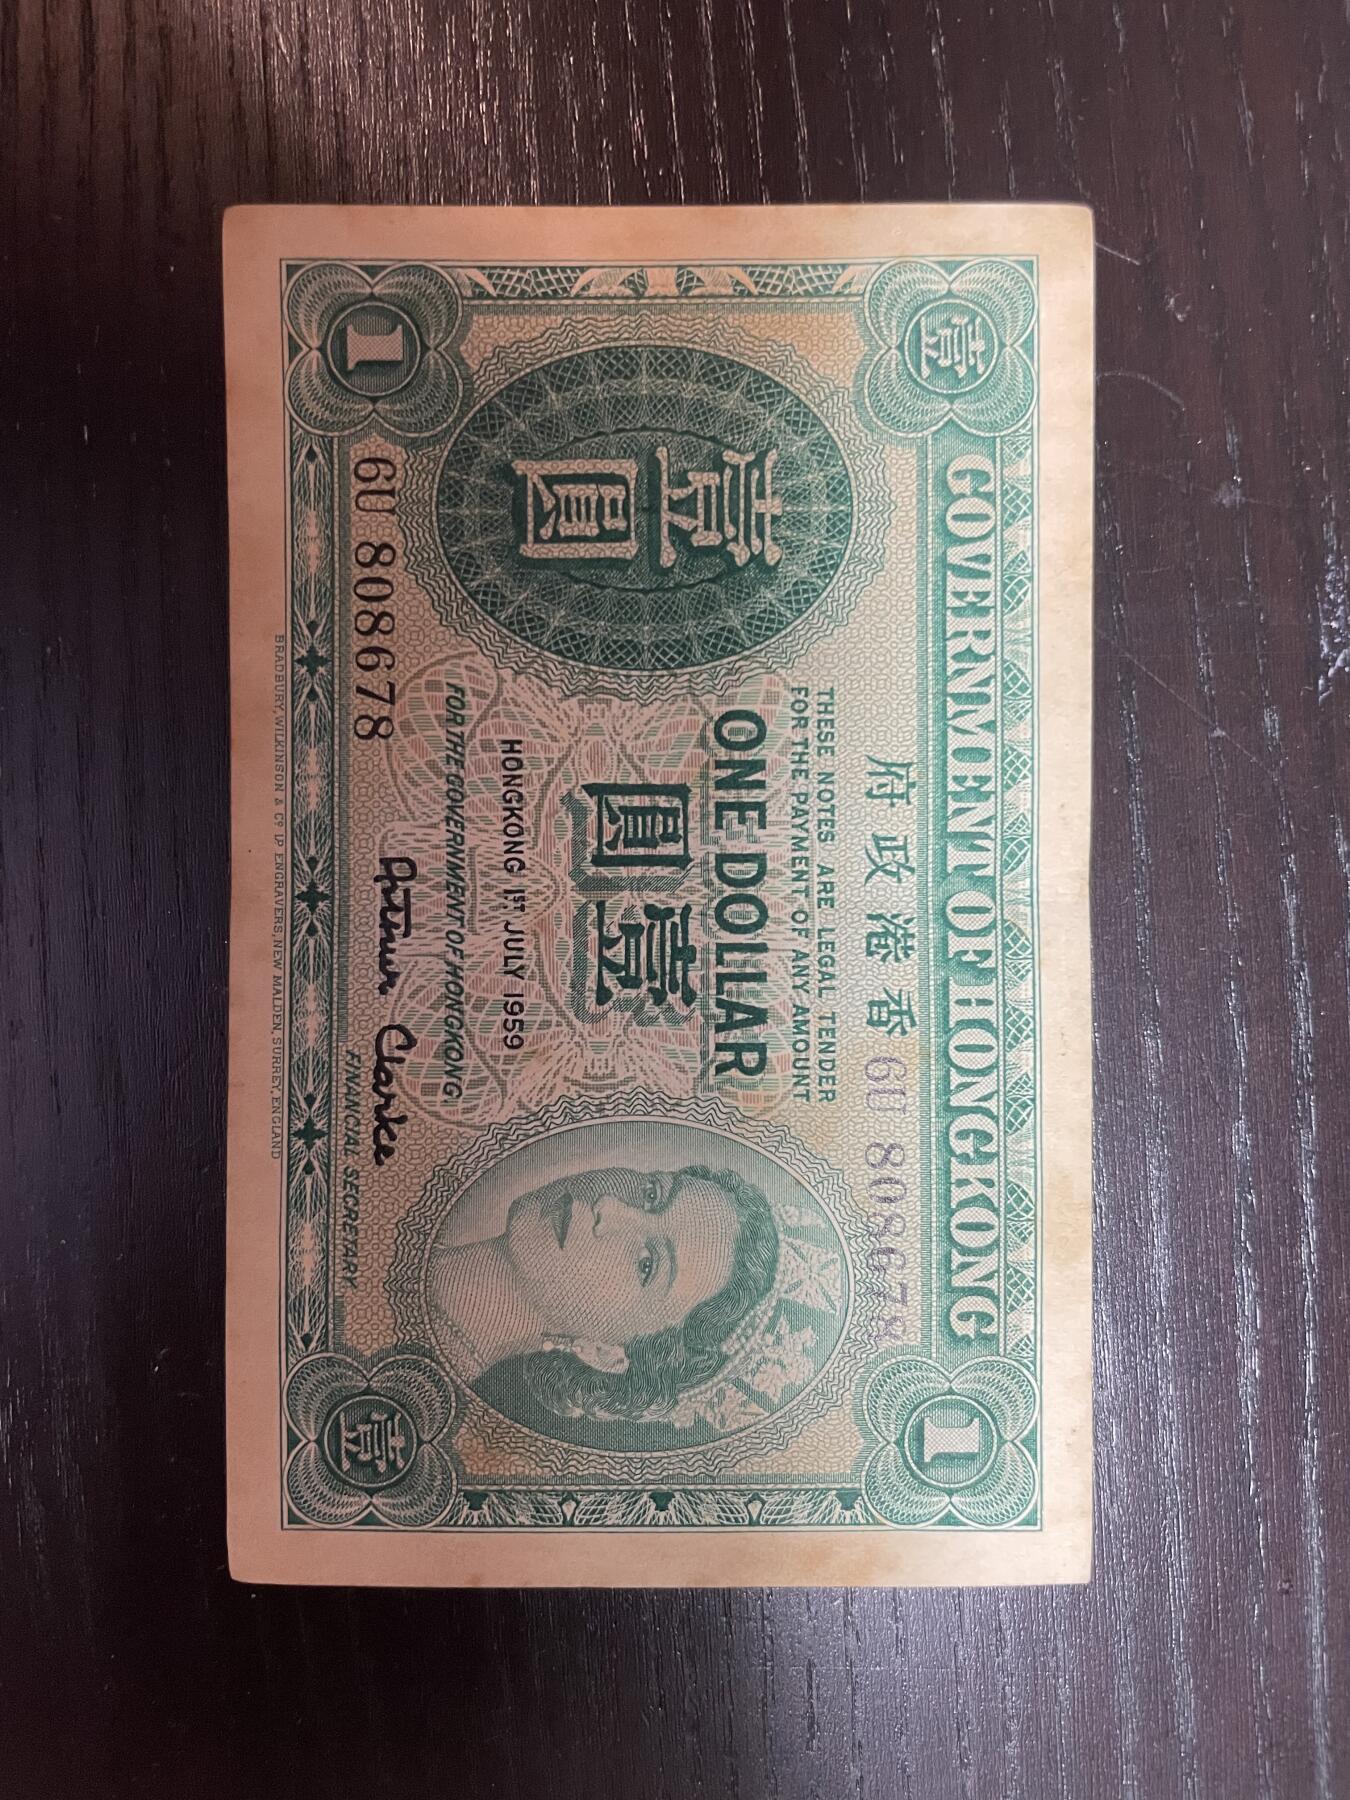 壹
GOVERNMENT OF HONGKONG
1
府政港香
6U 808678
THESE NOTES ARE LEGAL TENDER
FOR THE PAYMENT OF ANY AMOUNT
壹圓
ONE DOLLAR
圓壹
HONGKONG 1ST JULY 1959
FOR THE GOVERNMENT OF HONGKONG
6U 808678
Arthur Clarke
FINANCIAL SECRETARY
1
壹
BRADBURY, WILKINSON & Co LD ENGRAVERS, NEW MALDEN, SURREY, ENGLAND